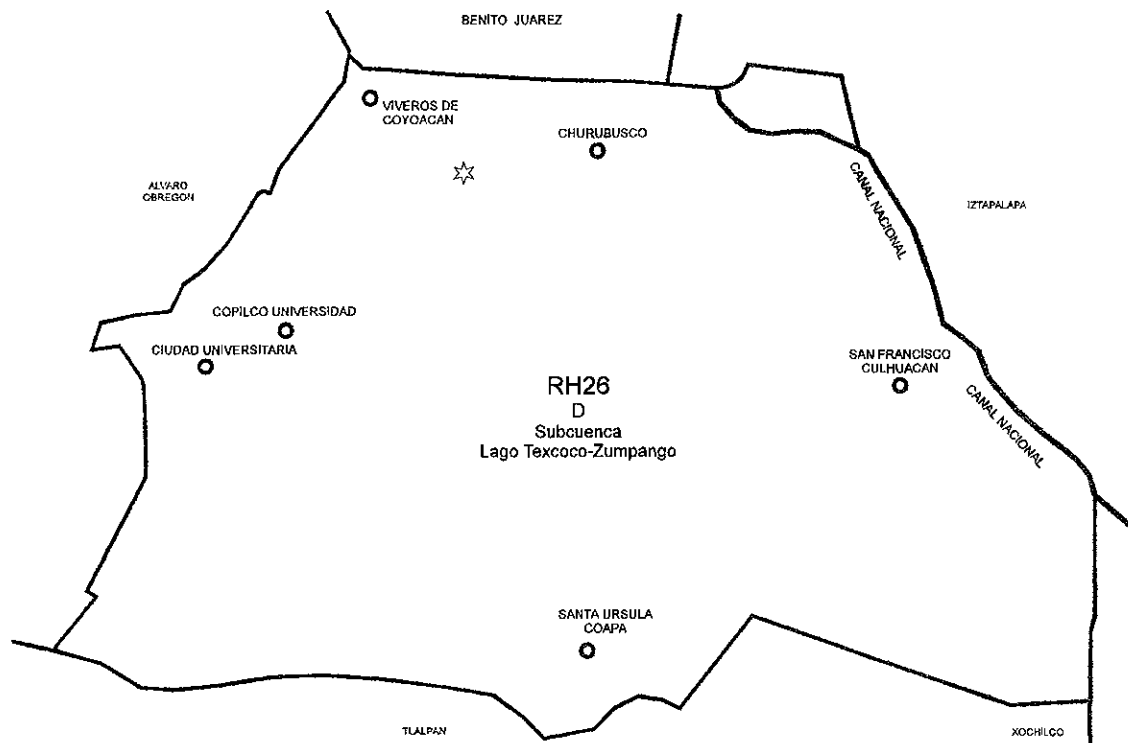 BENITO JUAREZ
VIVEROS DE
COYOACAN
CHURUBUSCO
ALVARO
OBREGON
CANAL NACIONAL
IZTAPALAPA
COPILCO UNIVERSIDAD
CIUDAD UNIVERSITARIA
SAN FRANCISCO
CULHUACAN
RH26
D
Subcuenca
Lago Texcoco-Zumpango
CANAL NACIONAL
SANTA URSULA
COAPA
TLALPAN
XOCHILCO